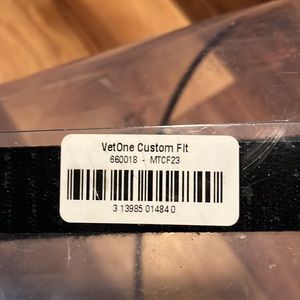 VetOne Custom Fit
660018 - MTCF23
3 13985 01484 0